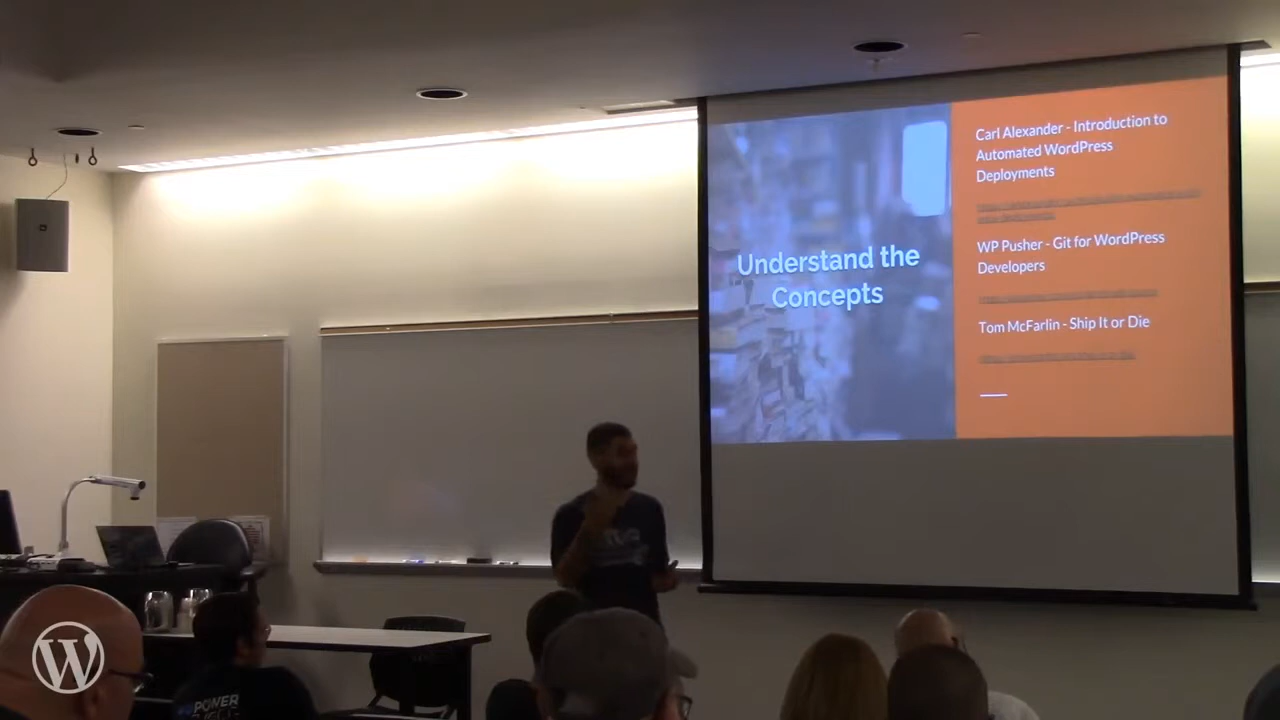 Understand the
Concepts
Carl Alexander - Introduction to
Automated WordPress
Deployments
WP Pusher - Git for WordPress
Developers
Tom McFarlin - Ship It or Die
POWER